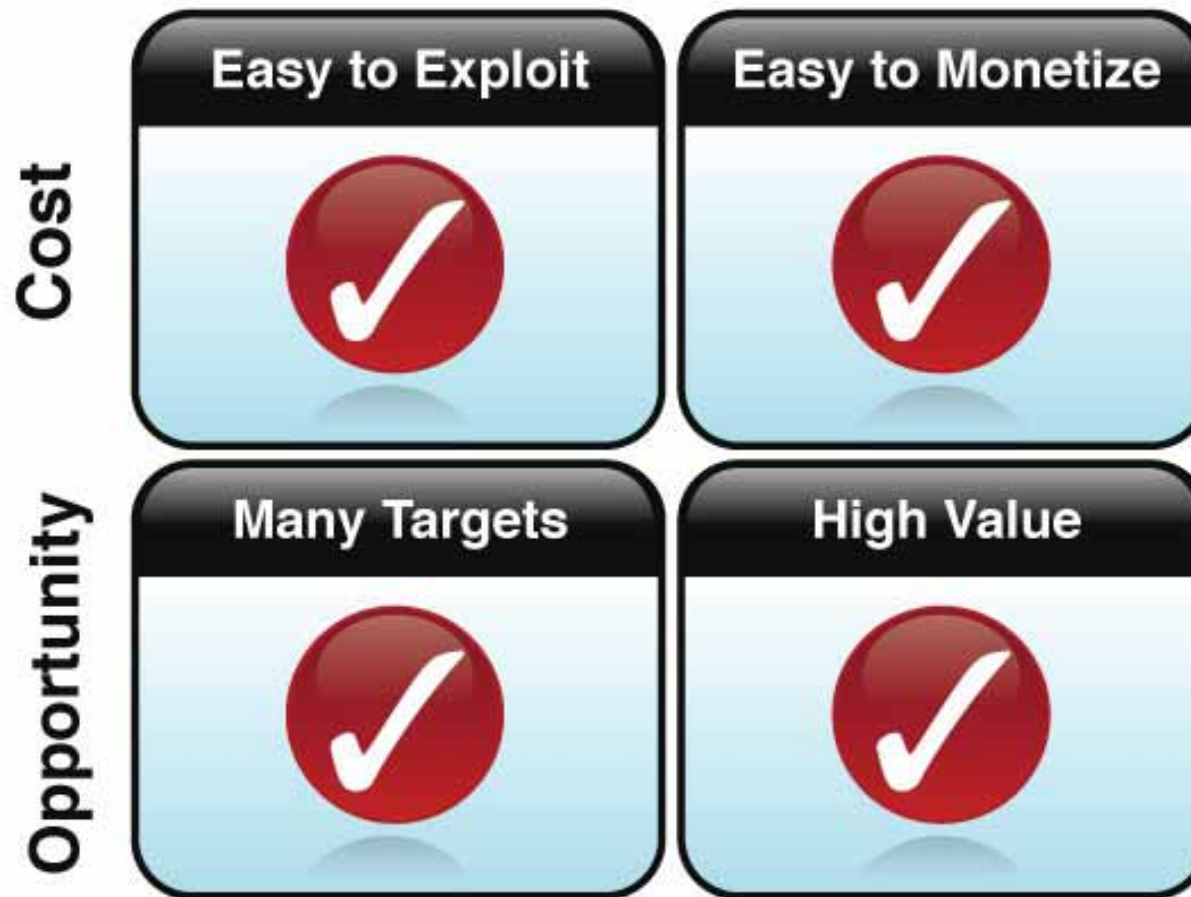 Cost
Easy to Exploit
Easy to Monetize
Opportunity
Many Targets
High Value